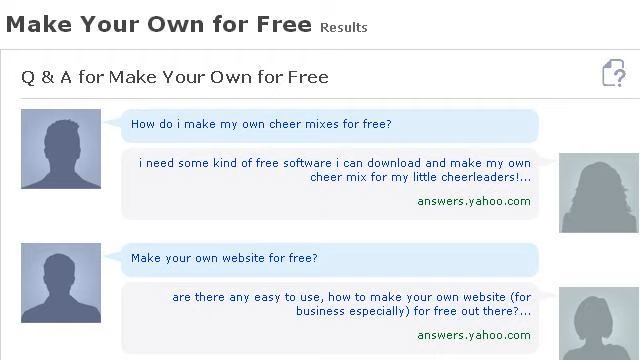 Make Your Own for Free Results
Q & A for Make Your Own for Free
How do i make my own cheer mixes for free?
i need some kind of free software i can download and make my own
cheer mix for my little cheerleaders!...
answers.yahoo.com
Make your own website for free?
are there any easy to use, how to make your own website (for
business especially) for free out there?...
answers.yahoo.com